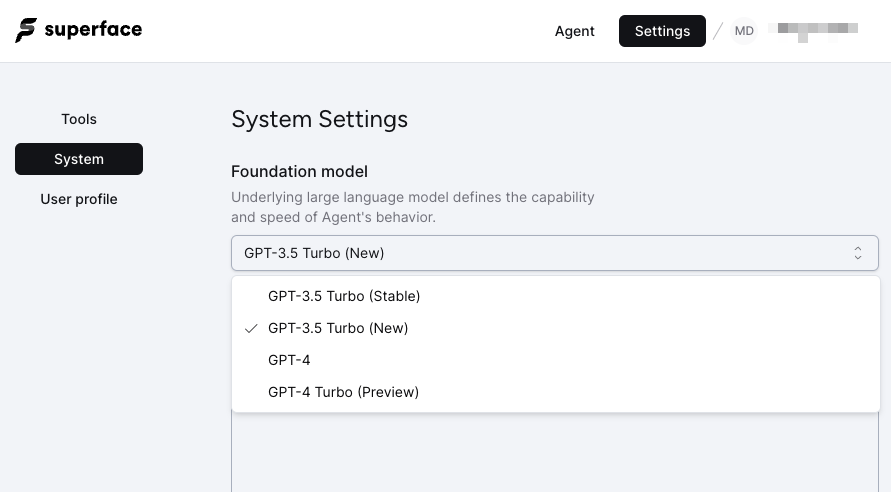 superface
Agent
Settings
MD
Tools
System
User profile
System Settings
Foundation model
Underlying large language model defines the capability
and speed of Agent's behavior.
GPT-3.5 Turbo (New)
GPT-3.5 Turbo (Stable)
GPT-3.5 Turbo (New)
GPT-4
GPT-4 Turbo (Preview)